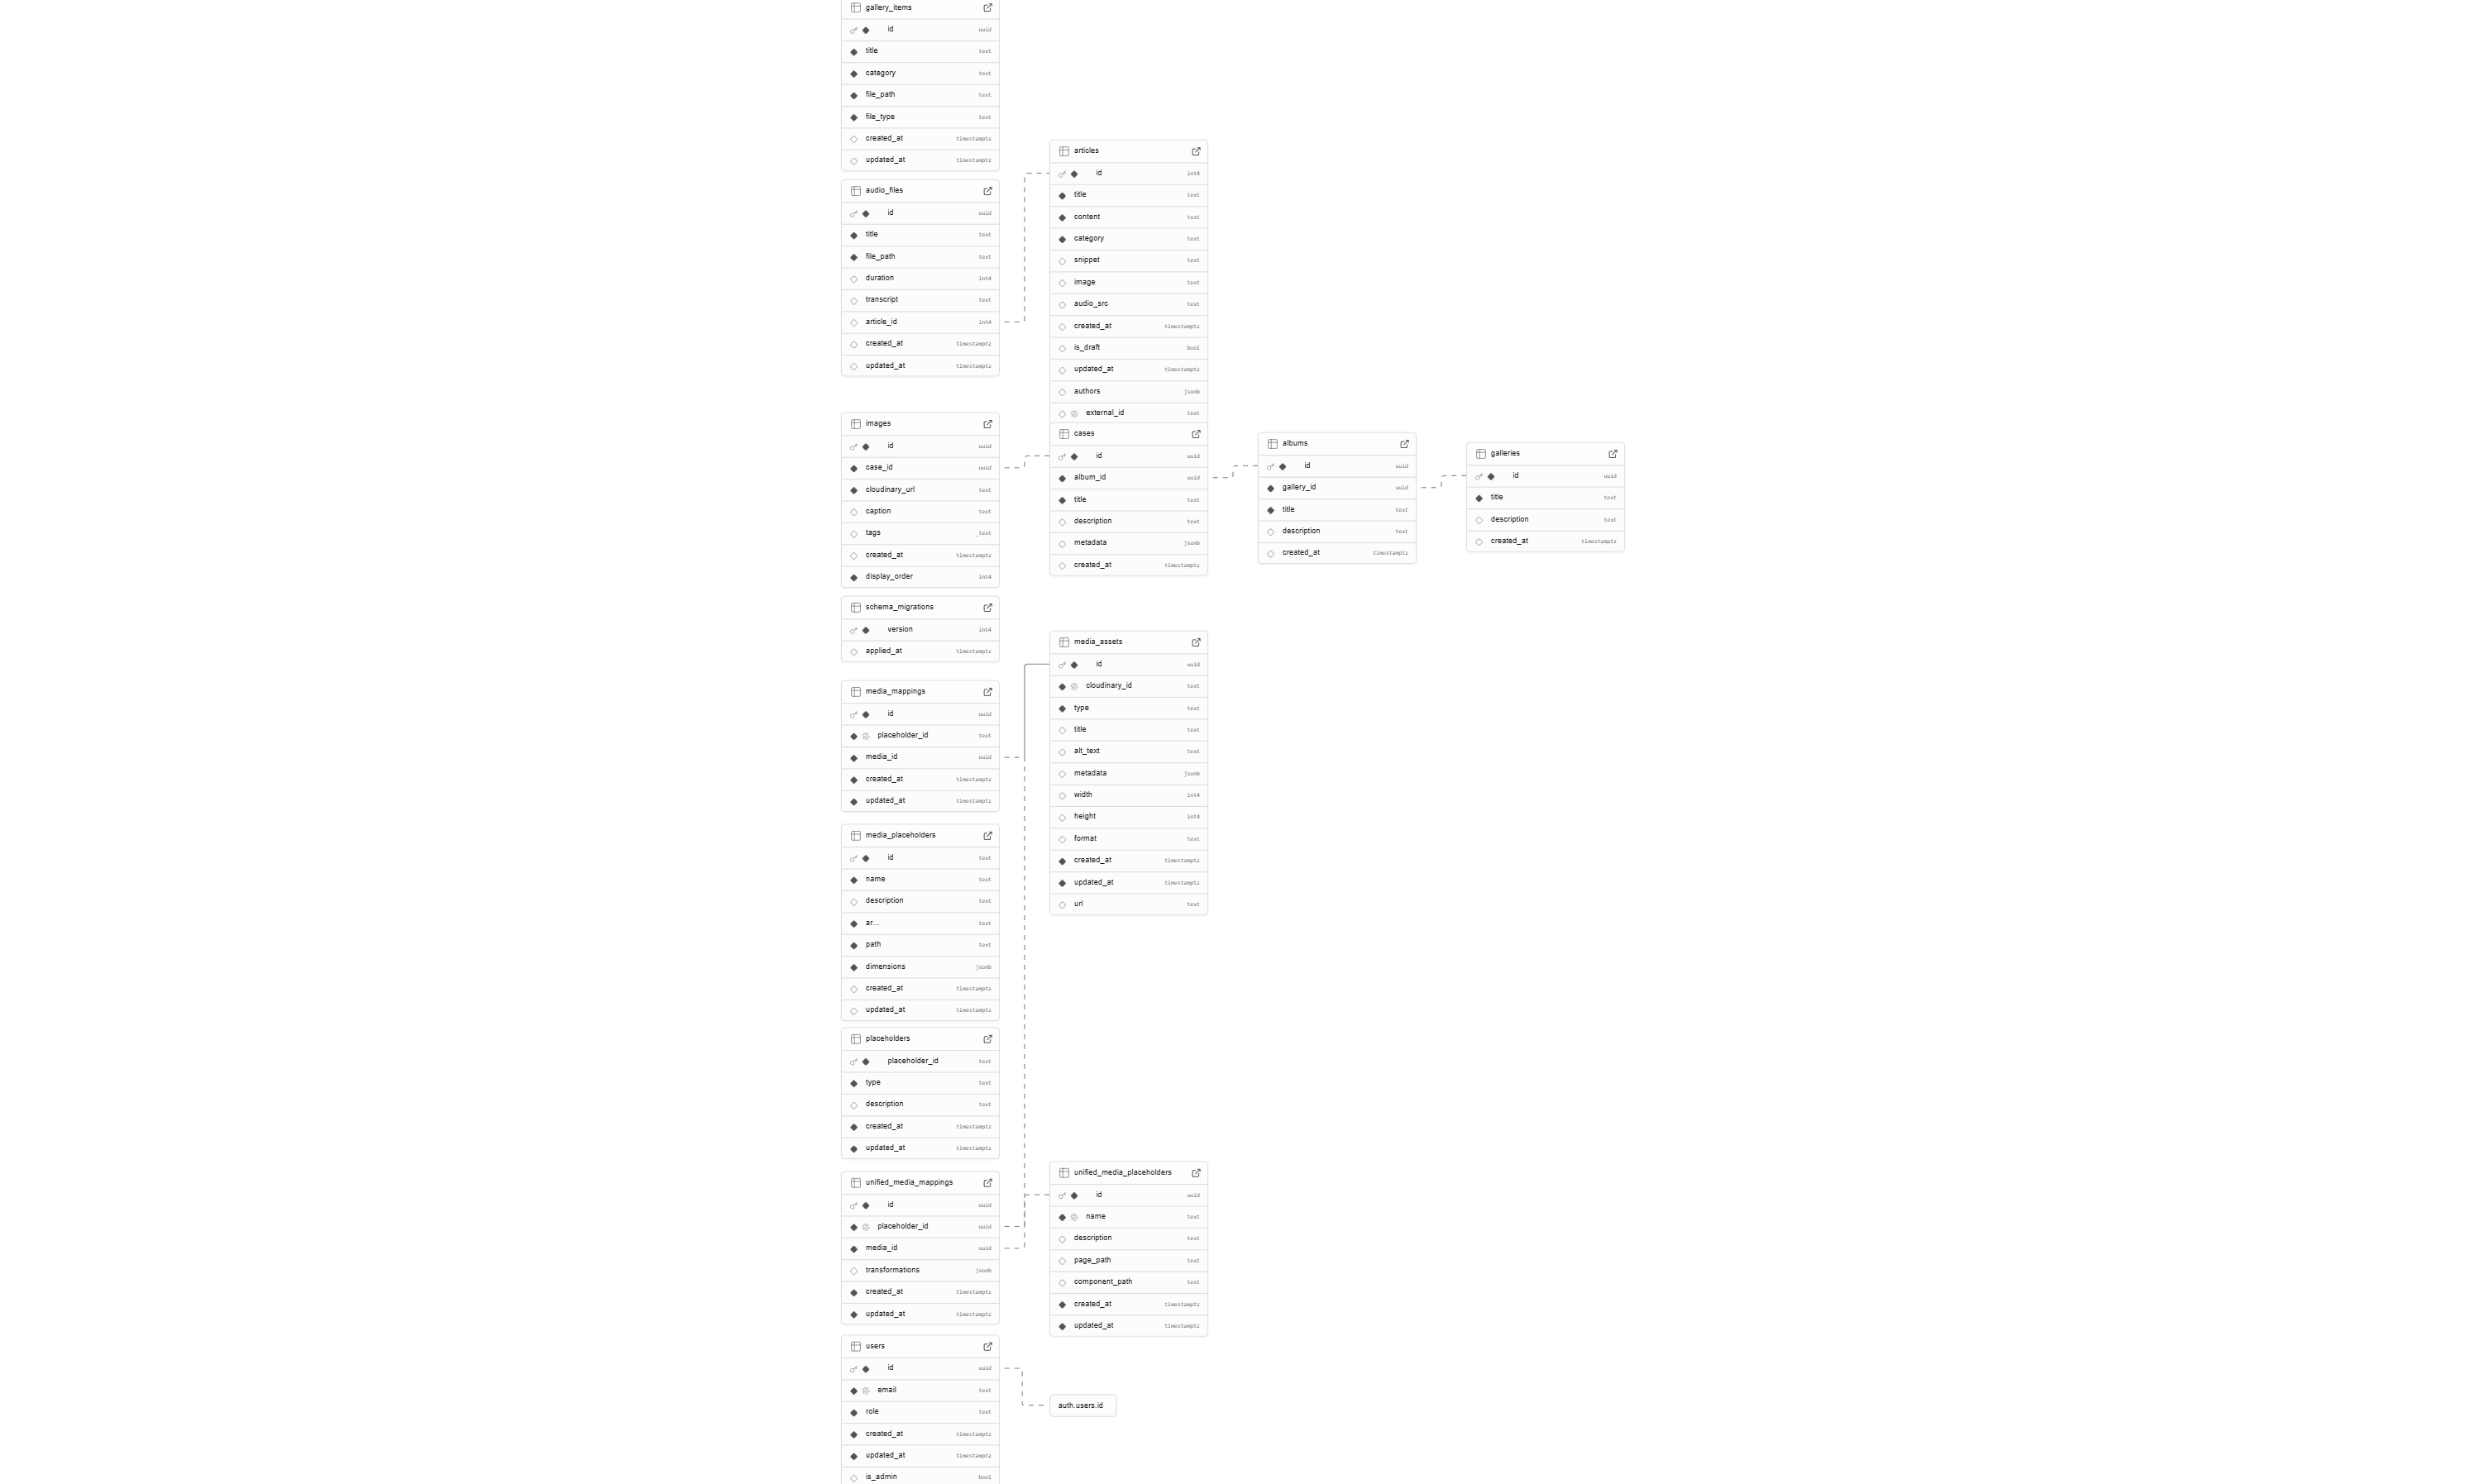 gallery_items
id uuid
title text
category text
file_path text
file_type text
created_at timestamptz
updated_at timestamptz
audio_files
id uuid
title text
file_path text
duration int4
transcript text
article_id int4
created_at timestamptz
updated_at timestamptz
articles
id int4
title text
content text
category text
snippet text
image text
audio_src text
created_at timestamptz
is_draft bool
updated_at timestamptz
authors jsonb
external_id text
images
id uuid
case_id uuid
cloudinary_url text
caption text
tags _text
created_at timestamptz
display_order int4
cases
id uuid
album_id uuid
title text
description text
metadata jsonb
created_at timestamptz
albums
id uuid
gallery_id uuid
title text
description text
created_at timestamptz
galleries
id uuid
title text
description text
created_at timestamptz
schema_migrations
version int4
applied_at timestamptz
media_mappings
id uuid
placeholder_id text
media_id uuid
created_at timestamptz
updated_at timestamptz
media_assets
id uuid
cloudinary_id text
type text
title text
alt_text text
metadata jsonb
width int4
height int4
format text
created_at timestamptz
updated_at timestamptz
url text
media_placeholders
id text
name text
description text
ar... text
path text
dimensions jsonb
created_at timestamptz
updated_at timestamptz
placeholders
placeholder_id text
type text
description text
created_at timestamptz
updated_at timestamptz
unified_media_mappings
id uuid
placeholder_id uuid
media_id uuid
transformations jsonb
created_at timestamptz
updated_at timestamptz
unified_media_placeholders
id uuid
name text
description text
page_path text
component_path text
created_at timestamptz
updated_at timestamptz
users
id uuid
email text
role text
created_at timestamptz
updated_at timestamptz
is_admin bool
auth.users.id